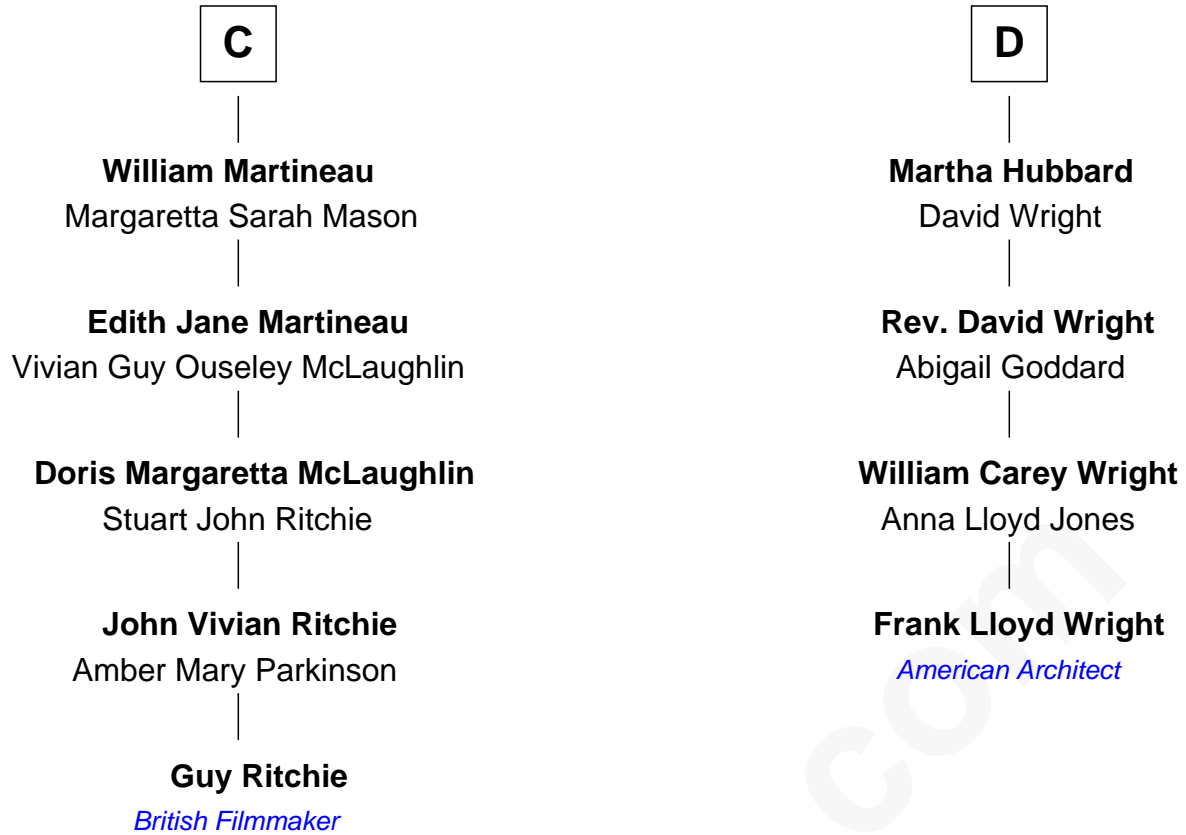 C
William Martineau
Margaretta Sarah Mason
Edith Jane Martineau
Vivian Guy Ouseley McLaughlin
Doris Margaretta McLaughlin
Stuart John Ritchie
John Vivian Ritchie
Amber Mary Parkinson
Guy Ritchie
British Filmmaker
D
Martha Hubbard
David Wright
Rev. David Wright
Abigail Goddard
William Carey Wright
Anna Lloyd Jones
Frank Lloyd Wright
American Architect
com